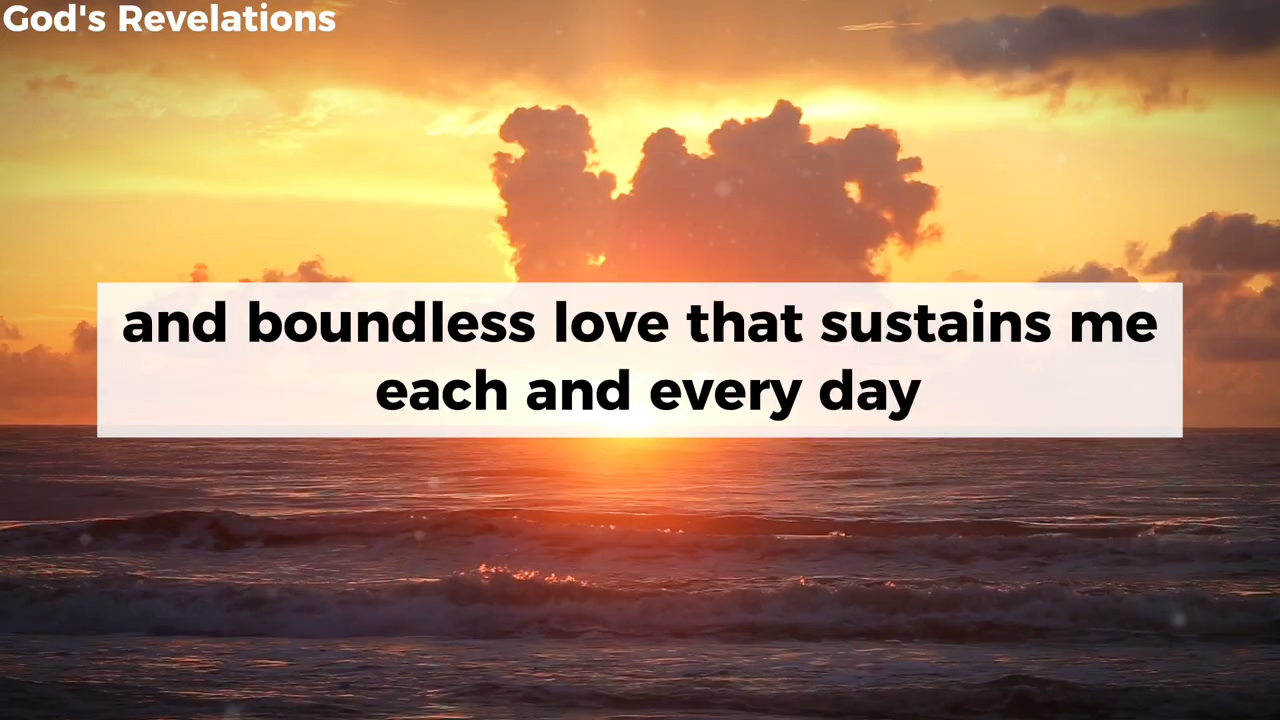 God's Revelations
and boundless love that sustains me
each and every day